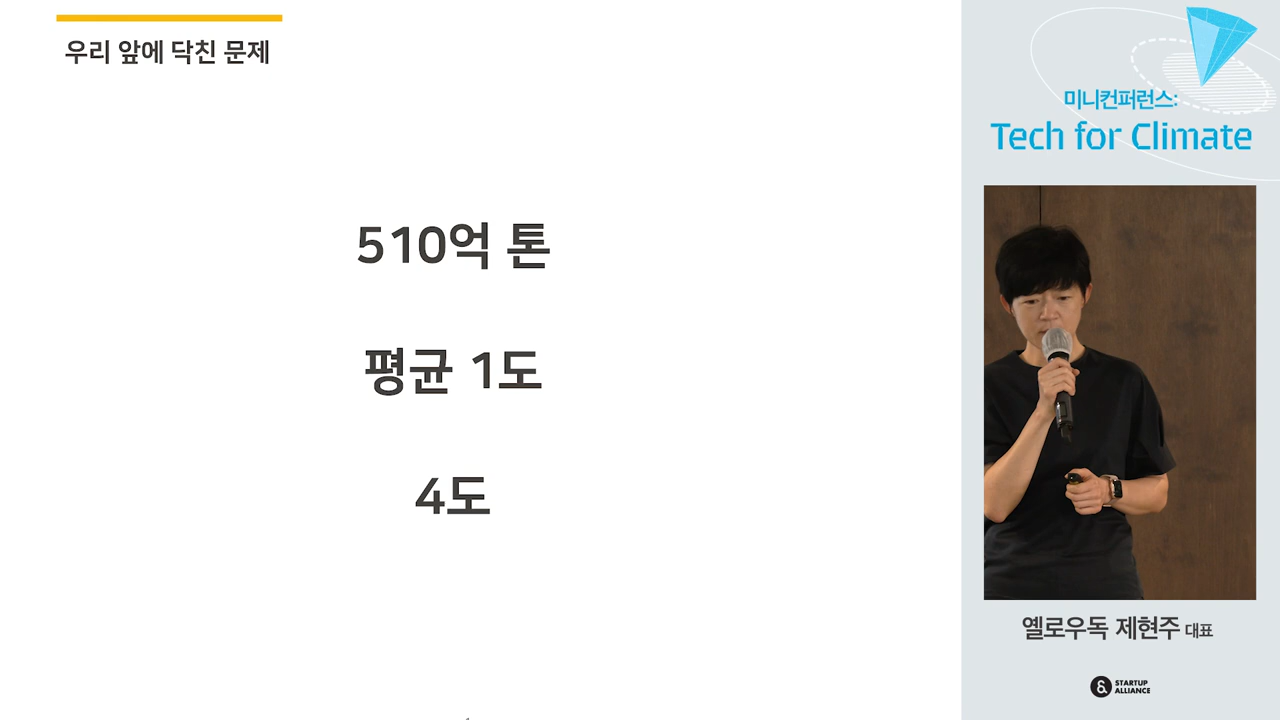 우리 앞에 닥친 문제
510억 톤
평균 1도
4도
미니컨퍼런스:
Tech for Climate
옐로우독 제현주 대표
STARTUP
ALLIANCE